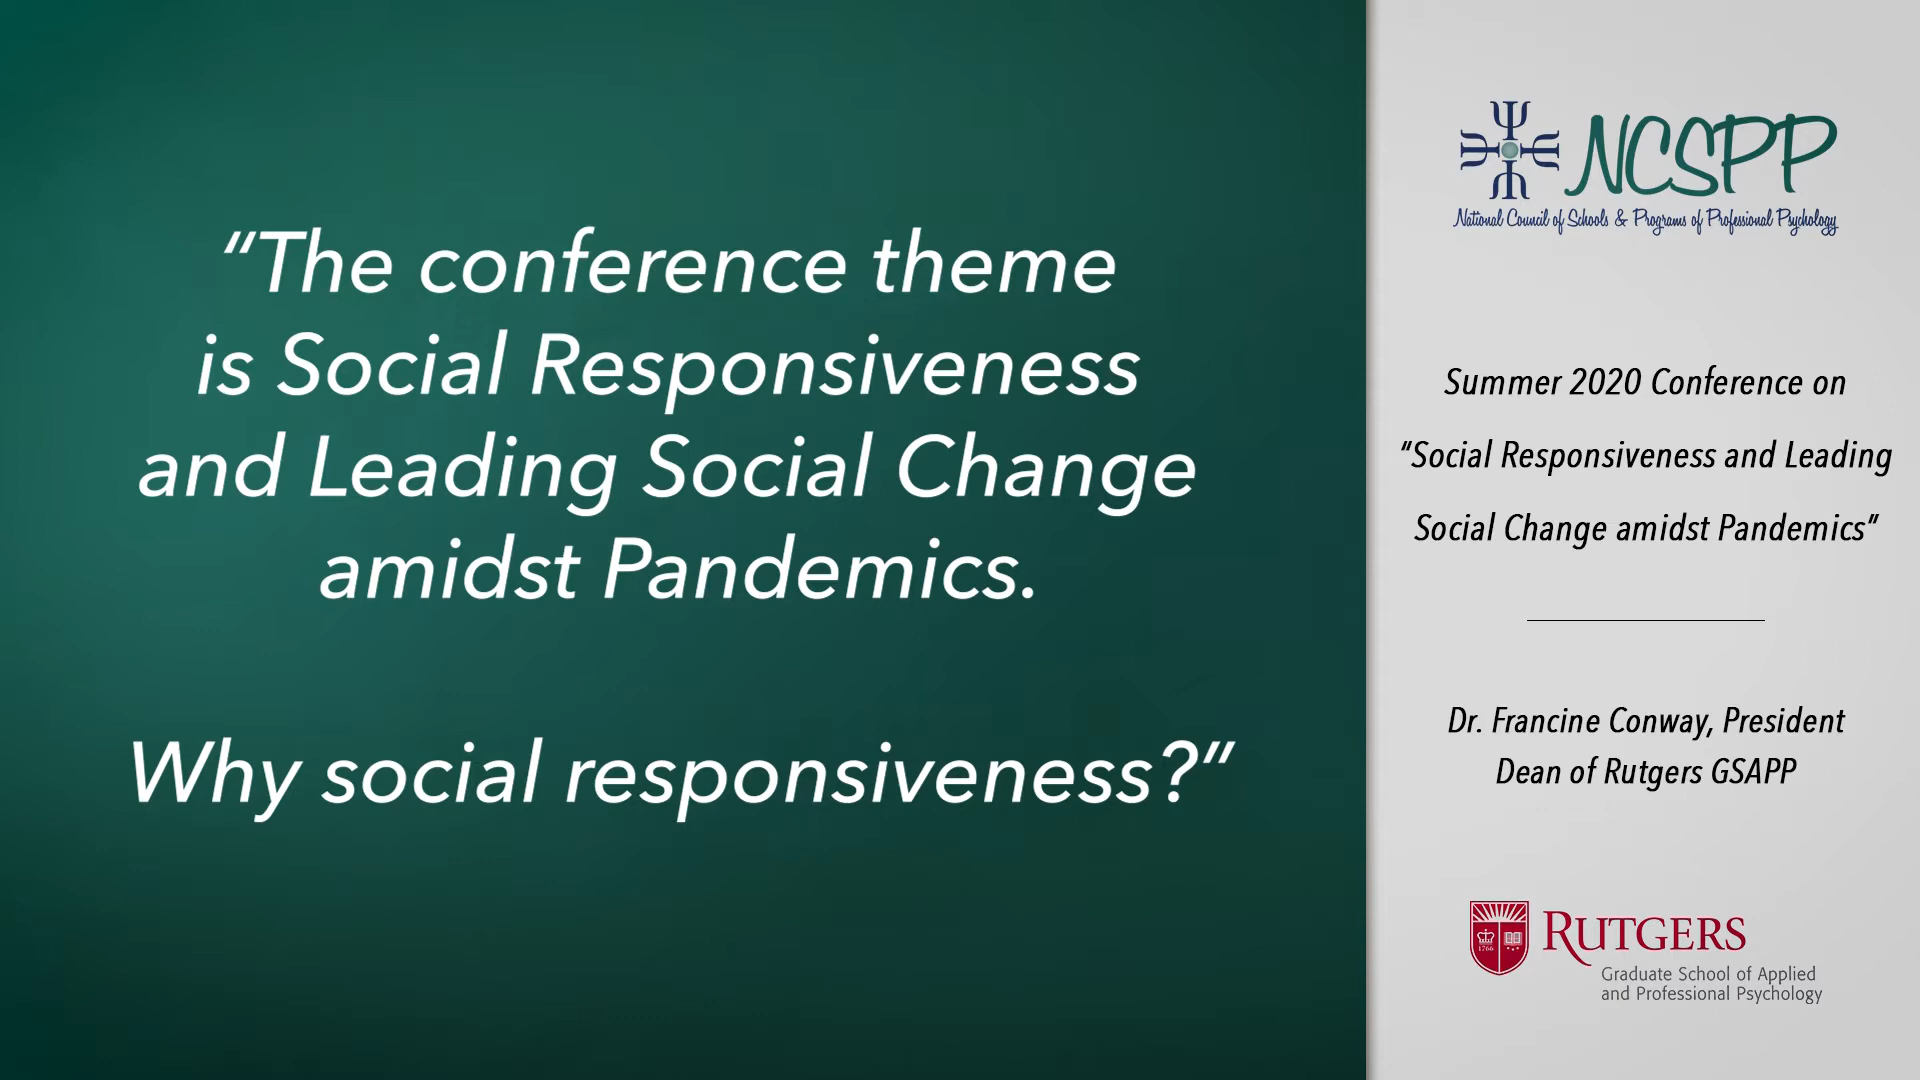 “The conference theme
is Social Responsiveness
and Leading Social Change
amidst Pandemics.
Why social responsiveness?”
NCSPP
National Council of Schools & Programs of Professional Psychology
Summer 2020 Conference on
“Social Responsiveness and Leading
Social Change amidst Pandemics”
Dr. Francine Conway, President
Dean of Rutgers GSAPP
1766
RUTGERS
Graduate School of Applied
and Professional Psychology